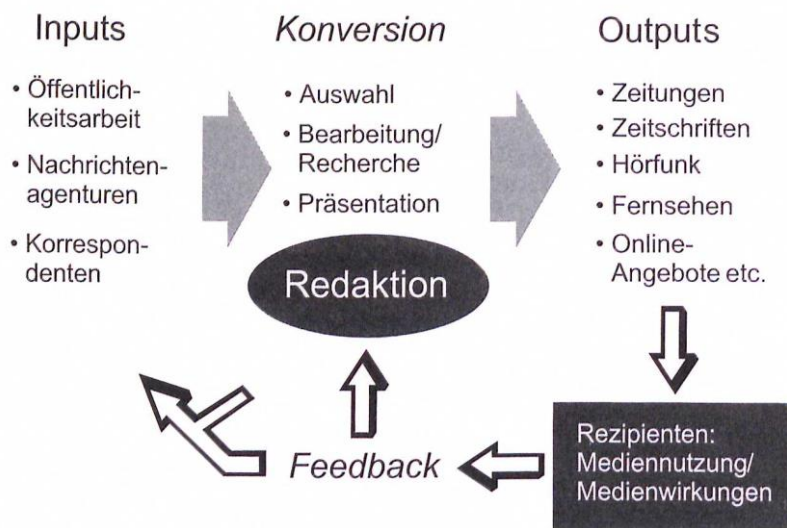 Inputs
• Öffentlich-
keitsarbeit
• Nachrichten-
agenturen
• Korrespon-
denten
Konversion
• Auswahl
• Bearbeitung/
Recherche
• Präsentation
Redaktion
Outputs
• Zeitungen
• Zeitschriften
• Hörfunk
• Fernsehen
• Online-
Angebote etc.
Rezipienten:
Mediennutzung/
Medienwirkungen
Feedback